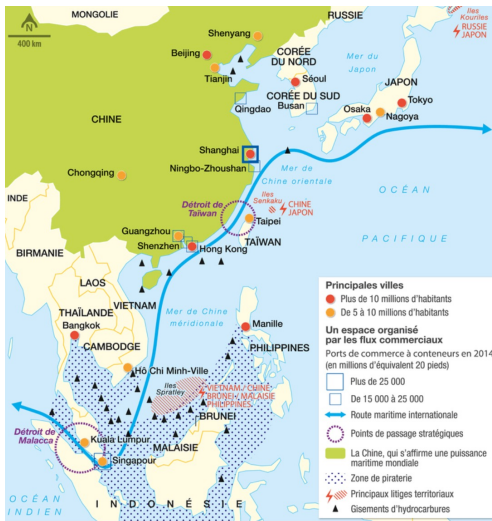 MONGOLIE
RUSSIE
Iles
Kouriles
RUSSIE
JAPON
N
400 km
Shenyang
Beijing
Tianjin
CORÉE
DU NORD
Séoul
Mer du
Japon
JAPON
CORÉE DU SUD
Busan
Qingdao
Osaka
Tokyo
Nagoya
CHINE
Shanghai
Ningbo-Zhoushan
Mer de
Chine orientale
Chongqing
OCÉAN
PACIFIQUE
INDE
Détroit de
Taïwan
Iles
Senkaku
CHINE
JAPON
Guangzhou
Taipei
Shenzhen
TAÏWAN
Hong Kong
BIRMANIE
LAOS
VIETNAM
THAÏLANDE
Bangkok
CAMBODGE
Mer de Chine
méridionale
Manille
PHILIPPINES
Hô Chi Minh-Ville
Iles
Spratley
VIETNAM / CHINE
BRUNEI / MALAISIE
PHILIPPINES
BRUNEI
Détroit de
Malacca
Kuala Lumpur
MALAISIE
Singapour
OCÉAN
INDIEN
INDONÉSIE
Principales villes
Plus de 10 millions d'habitants
De 5 à 10 millions d'habitants
Un espace organisé
par les flux commerciaux
Ports de commerce à conteneurs en 2014
(en millions d'équivalent 20 pieds)
Plus de 25 000
De 15 000 à 25 000
Route maritime internationale
Points de passage stratégiques
La Chine, qui s'affirme une puissance
maritime mondiale
Zone de piraterie
Principaux litiges territoriaux
Gisements d'hydrocarbures